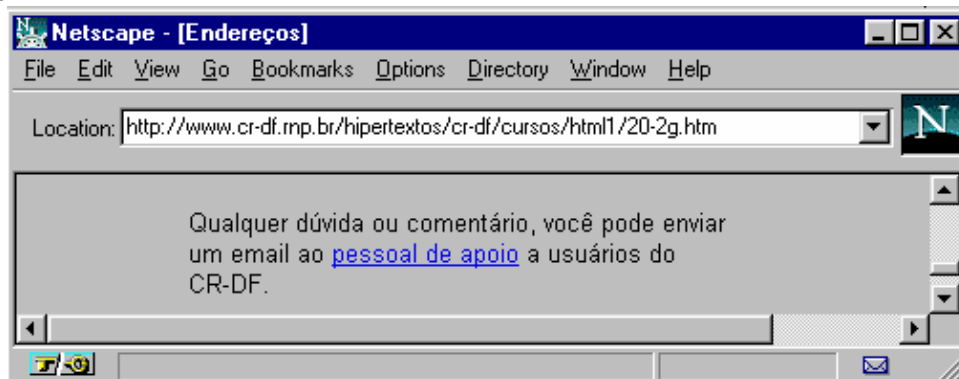 Netscape - [Endereços]
File Edit View Go Bookmarks Options Directory Window Help
Location: http://www.cr-df.rnp.br/hipertextos/cr-df/cursos/html1/20-2g.htm
N
Qualquer dúvida ou comentário, você pode enviar
um email ao pessoal de apoio a usuários do
CR-DF.